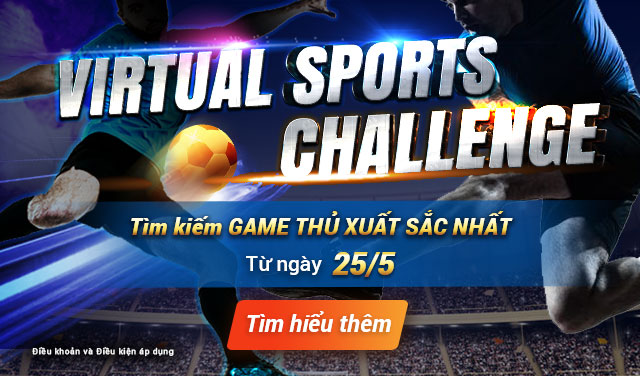 VIRTUAL SPORTS
CHALLENGE
Tìm kiếm GAME THỦ XUẤT SẮC NHẤT
Từ ngày 25/5
Tìm hiểu thêm
Điều khoản và Điều kiện áp dụng